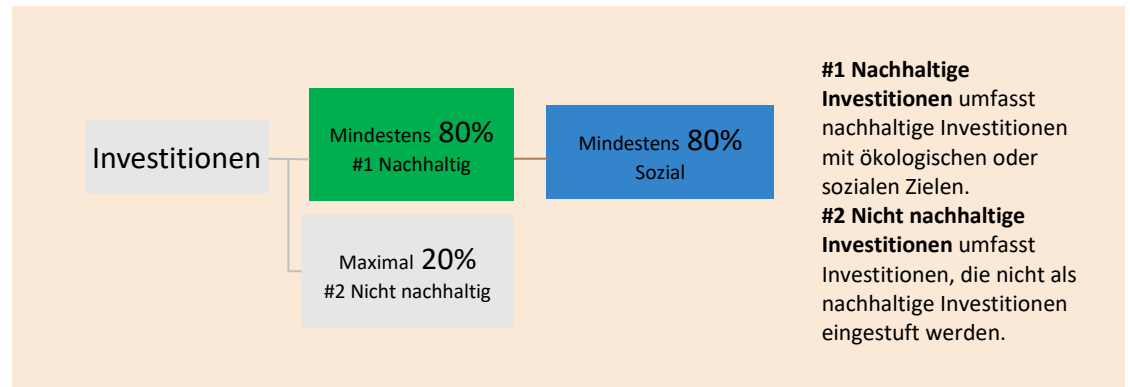 Investitionen
Mindestens 80%
#1 Nachhaltig
Mindestens 80%
Sozial
Maximal 20%
#2 Nicht nachhaltig
#1 Nachhaltige
Investitionen umfasst
nachhaltige Investitionen
mit ökologischen oder
sozialen Zielen.
#2 Nicht nachhaltige
Investitionen umfasst
Investitionen, die nicht als
nachhaltige Investitionen
eingestuft werden.